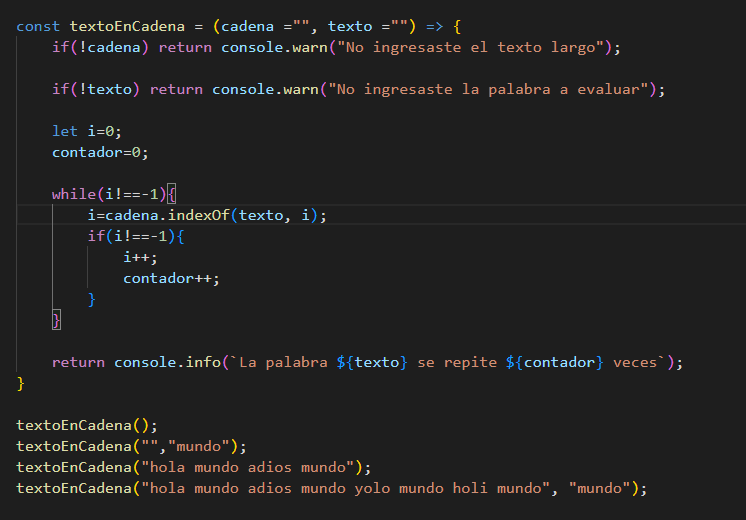 const textoEnCadena = (cadena ="", texto ="") => {
    if(!cadena) return console.warn("No ingresaste el texto largo");

    if(!texto) return console.warn("No ingresaste la palabra a evaluar");

    let i=0;
    contador=0;

    while(i!==-1){
        i=cadena.indexOf(texto, i);
        if(i!==-1){
            i++;
            contador++;
        }
    }

    return console.info(`La palabra ${texto} se repite ${contador} veces`);
}

textoEnCadena();
textoEnCadena("","mundo");
textoEnCadena("hola mundo adios mundo");
textoEnCadena("hola mundo adios mundo yolo mundo holi mundo", "mundo");